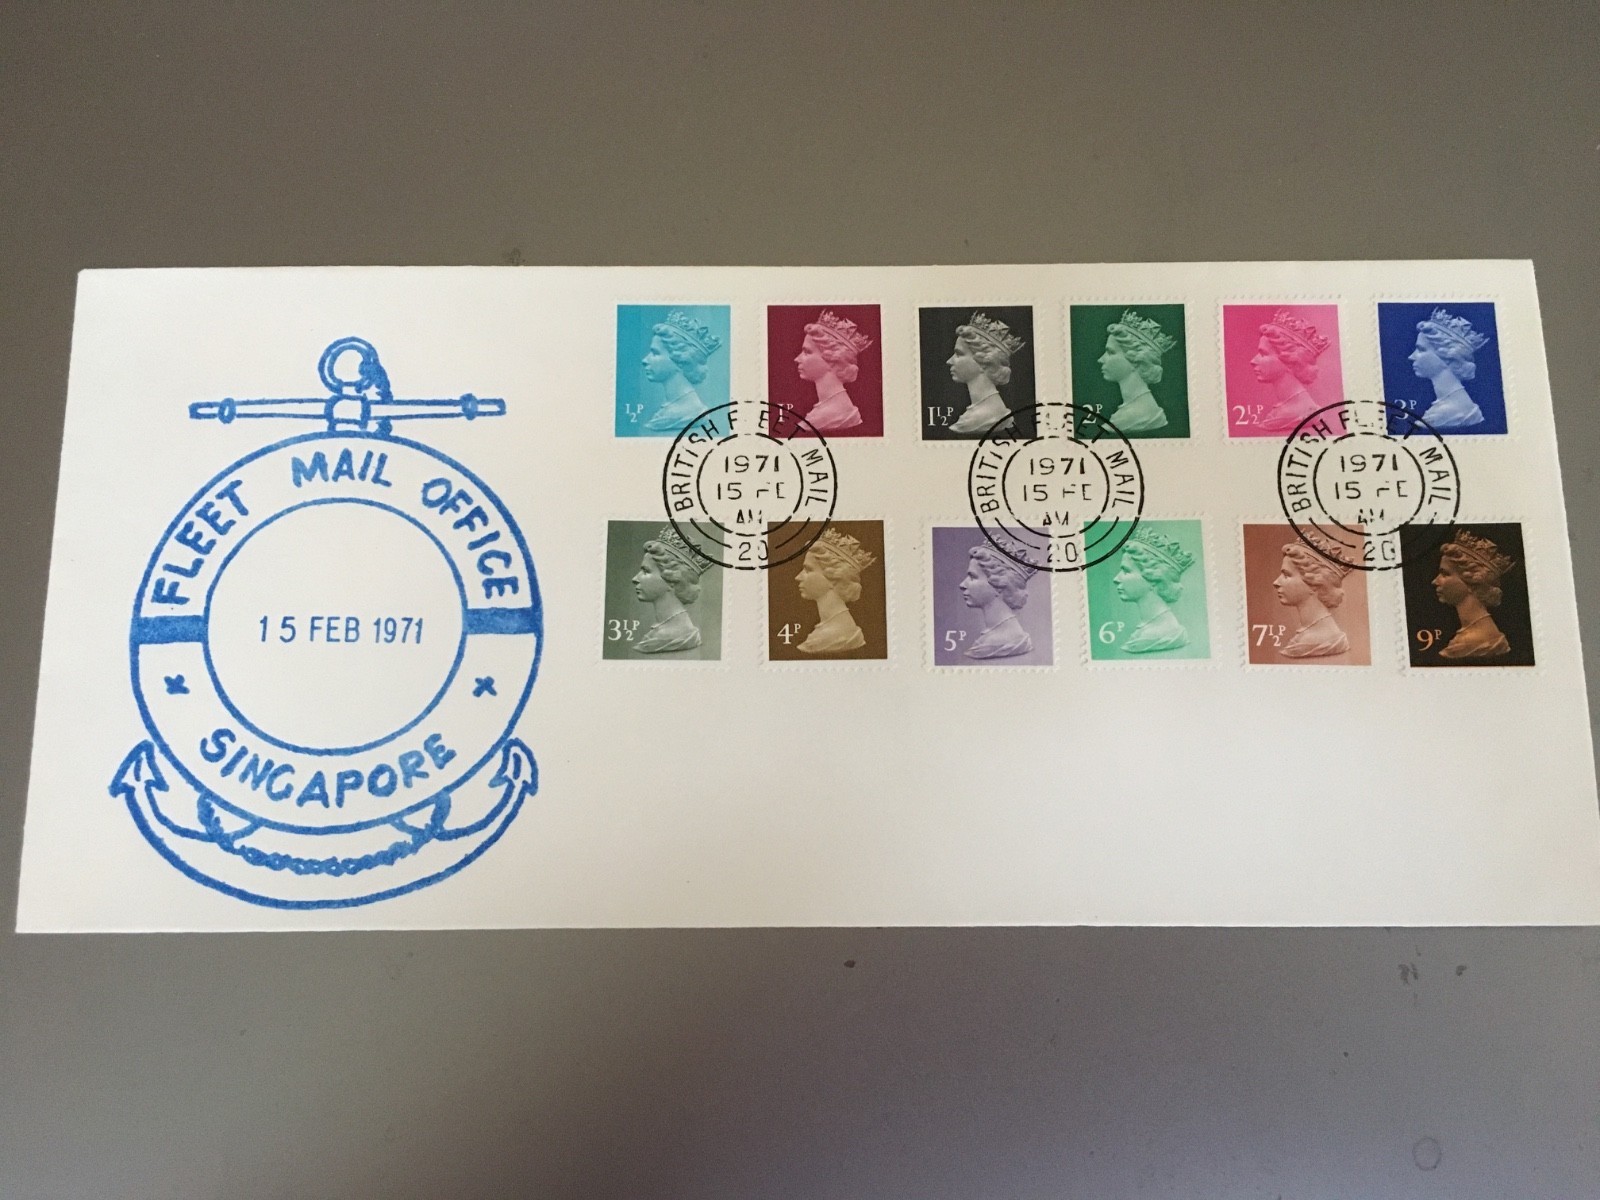 FLEET MAIL OFFICE
15 FEB 1971
x x
SINGAPORE
½P
1P
1½P
2P
2½P
3P
BRITISH FLEET MAIL
1971
15 FE
AM
20
BRITISH FLEET MAIL
1971
15 FE
AM
20
BRITISH FLEET MAIL
1971
15 FE
AM
20
3½P
4P
5P
6P
7½P
9P